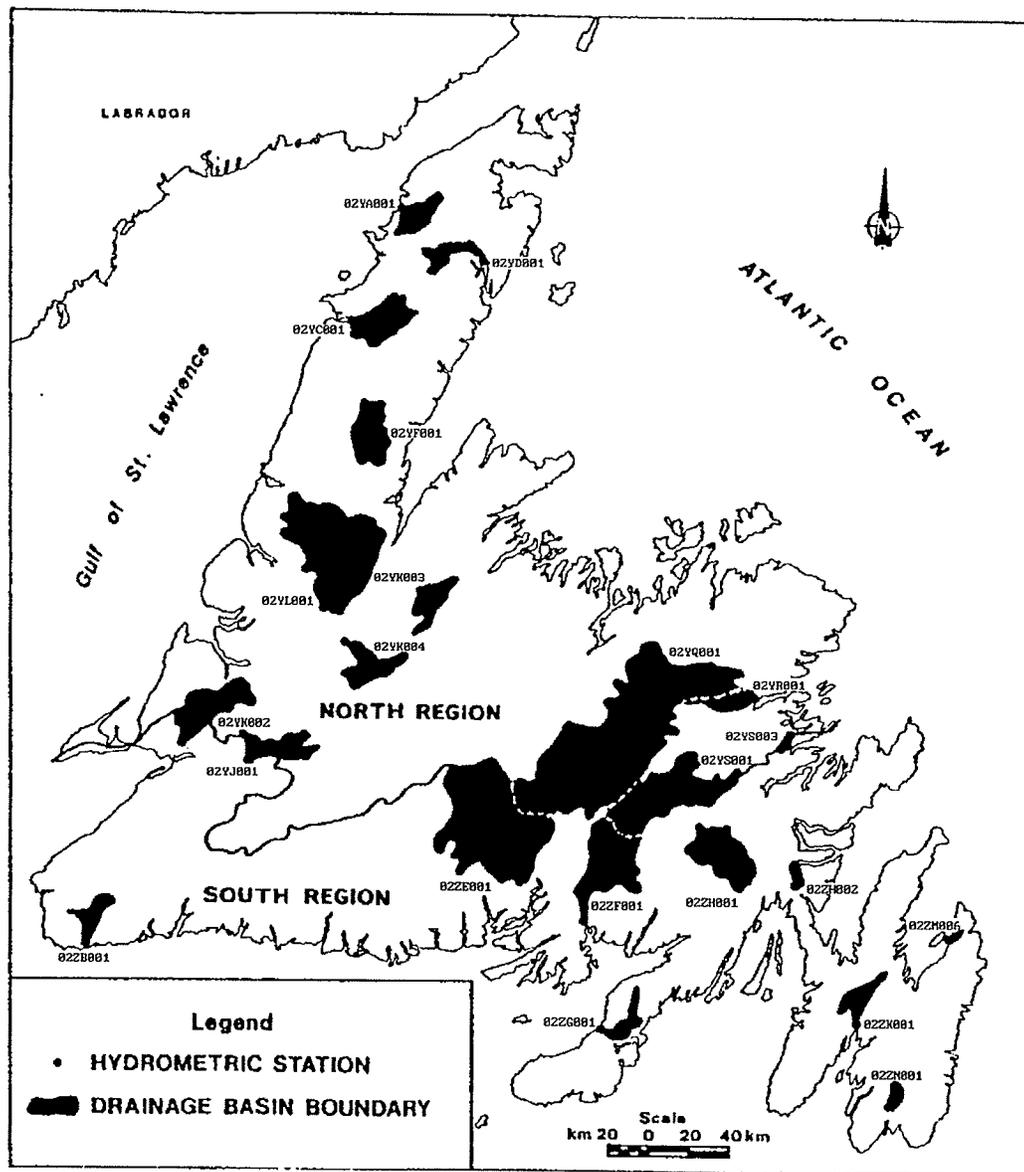 LABRADOR
02YA001
N
02YD001
ATLANTIC OCEAN
02YC001
Gulf of St. Lawrence
02YF001
02YK003
02YL001
02YK004
02YQ001
02YR001
NORTH REGION
02YK002
02YS003
02YS001
02YJ001
02ZE001
SOUTH REGION
02ZH002
02ZF001
02ZH001
02ZM006
02ZB001
02ZG001
02ZK001
Legend
HYDROMETRIC STATION
02ZN001
DRAINAGE BASIN BOUNDARY
Scale
km 20 0 20 40 km